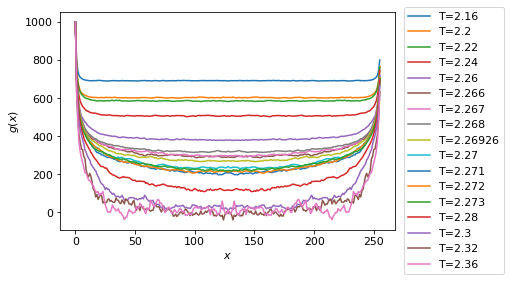 1000
800
600
400
200
0
g(x)
0
50
100
150
200
250
x
T=2.16
T=2.2
T=2.22
T=2.24
T=2.26
T=2.266
T=2.267
T=2.268
T=2.26926
T=2.27
T=2.271
T=2.272
T=2.273
T=2.28
T=2.3
T=2.32
T=2.36